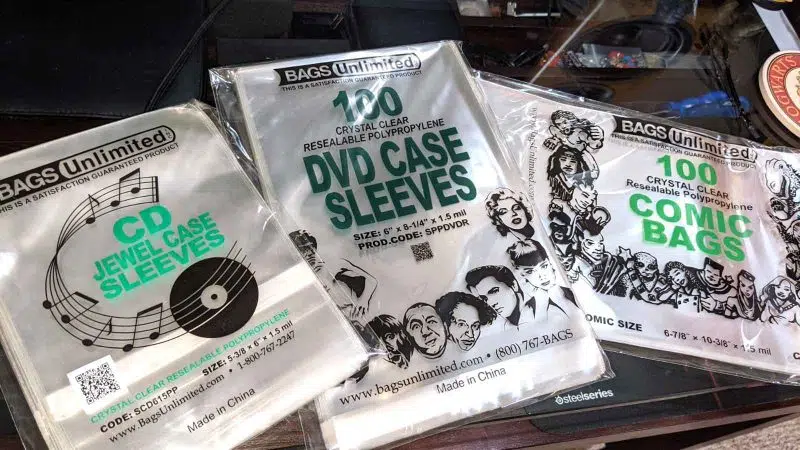 BAGS Unlimited
THIS IS A SATISFACTION GUARANTEED PRODUCT
CD
JEWEL CASE
SLEEVES
CRYSTAL CLEAR RESEALABLE POLYPROPYLENE
SIZE: 5-3/8 x 6" x 1.5 mil
CODE: SCD615PP
www.BagsUnlimited.com • 1-800-767-2247
Made in China
BAGS Unlimited
THIS IS A SATISFACTION GUARANTEED PRODUCT
100
CRYSTAL CLEAR
RESEALABLE POLYPROPYLENE
DVD CASE
SLEEVES
SIZE: 6" x 8-1/4" x 1.5 mil
PROD.CODE: SPPDVDR
www.bagsunlimited.com • (800) 767-BAGS
Made in China
www.bagsunlimited.com
BAGS Unlimited
THIS IS A SATISFACTION GUARANTEED PRODUCT
100
CRYSTAL CLEAR
Resealable Polypropylene
COMIC
BAGS
COMIC SIZE
6-7/8" x 10-3/8" x 1.5 mil
steelseries
OGWARTS